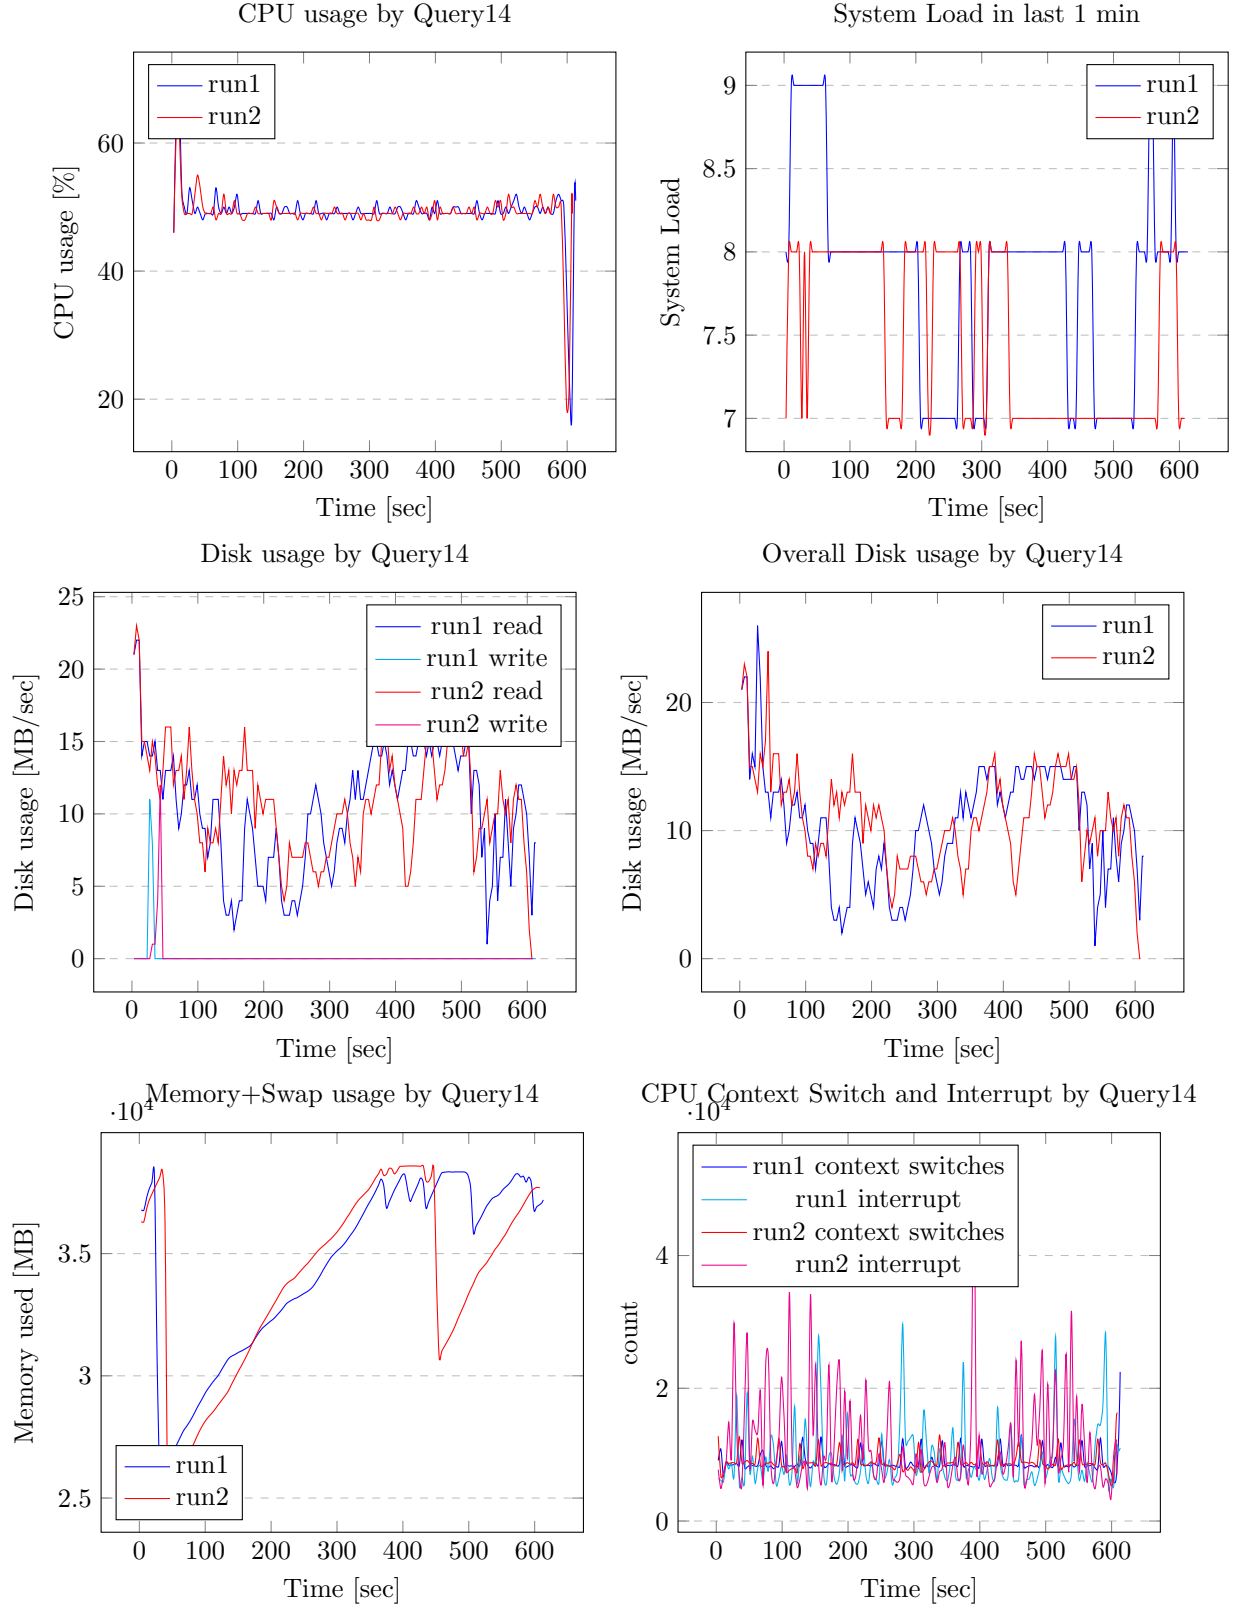 CPU usage by Query14
run1
run2
60
40
20
CPU usage [%]
0 100 200 300 400 500 600
Time [sec]
System Load in last 1 min
run1
run2
9
8.5
8
7.5
7
System Load
0 100 200 300 400 500 600
Time [sec]
Disk usage by Query14
run1 read
run1 write
run2 read
run2 write
25
20
15
10
5
0
Disk usage [MB/sec]
0 100 200 300 400 500 600
Time [sec]
Overall Disk usage by Query14
run1
run2
20
10
0
Disk usage [MB/sec]
0 100 200 300 400 500 600
Time [sec]
Memory+Swap usage by Query14
·10⁴
3.5
3
2.5
Memory used [MB]
run1
run2
0 100 200 300 400 500 600
Time [sec]
CPU Context Switch and Interrupt by Query14
·10⁴
run1 context switches
run1 interrupt
run2 context switches
run2 interrupt
4
2
0
count
0 100 200 300 400 500 600
Time [sec]